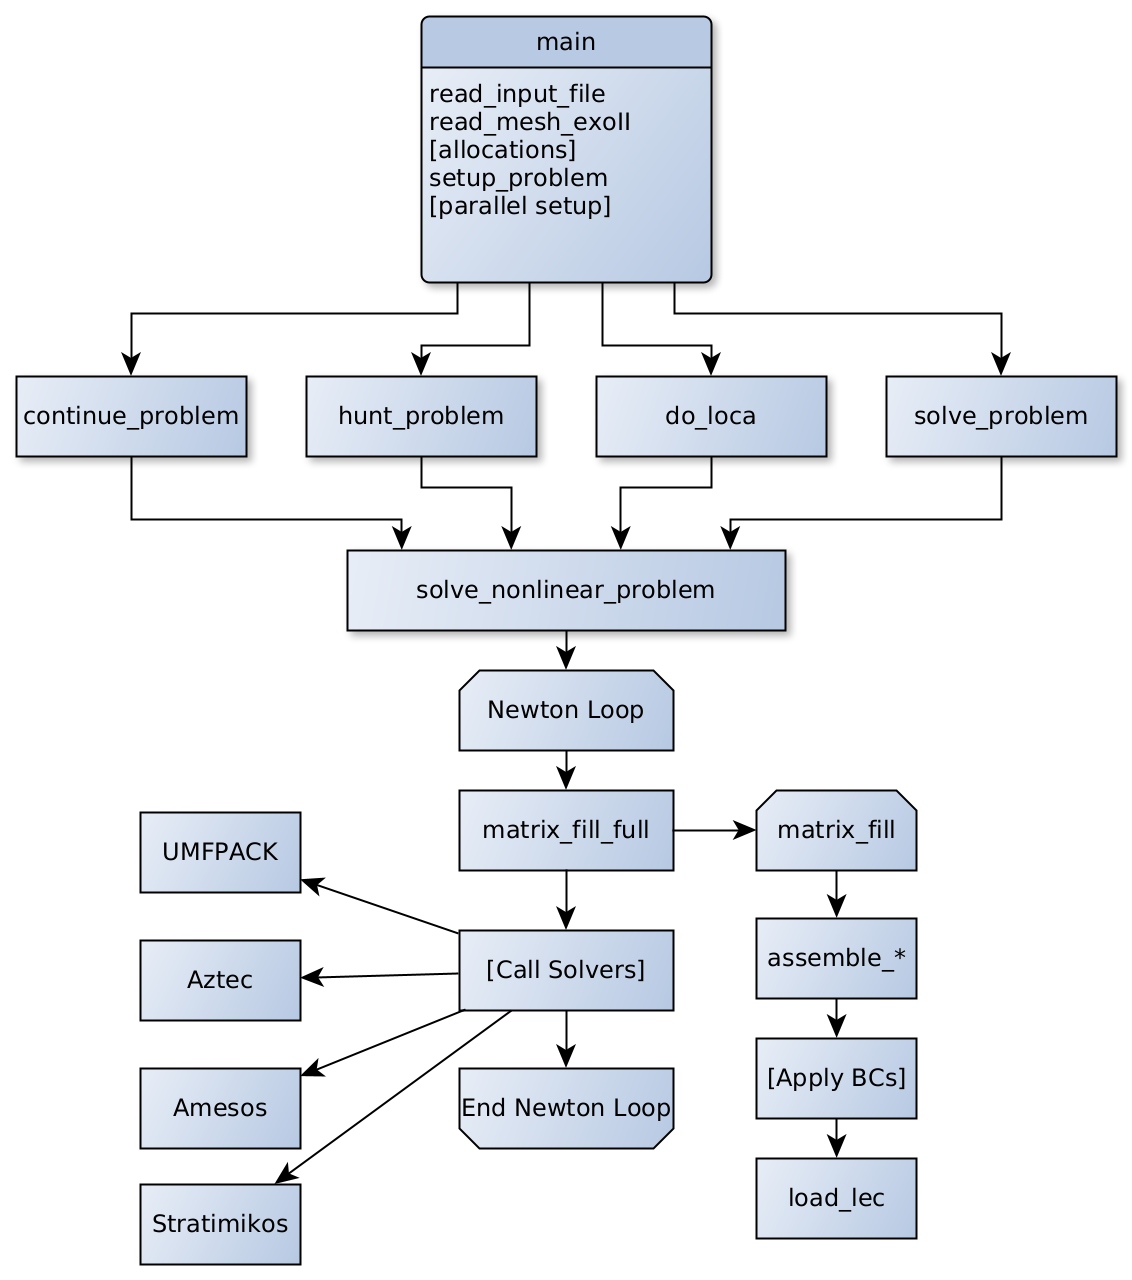 main
read_input_file
read_mesh_exoII
[allocations]
setup_problem
[parallel setup]
continue_problem
hunt_problem
do_loca
solve_problem
solve_nonlinear_problem
Newton Loop
matrix_fill_full
matrix_fill
UMFPACK
assemble_*
[Call Solvers]
Aztec
[Apply BCs]
Amesos
End Newton Loop
load_lec
Stratimikos